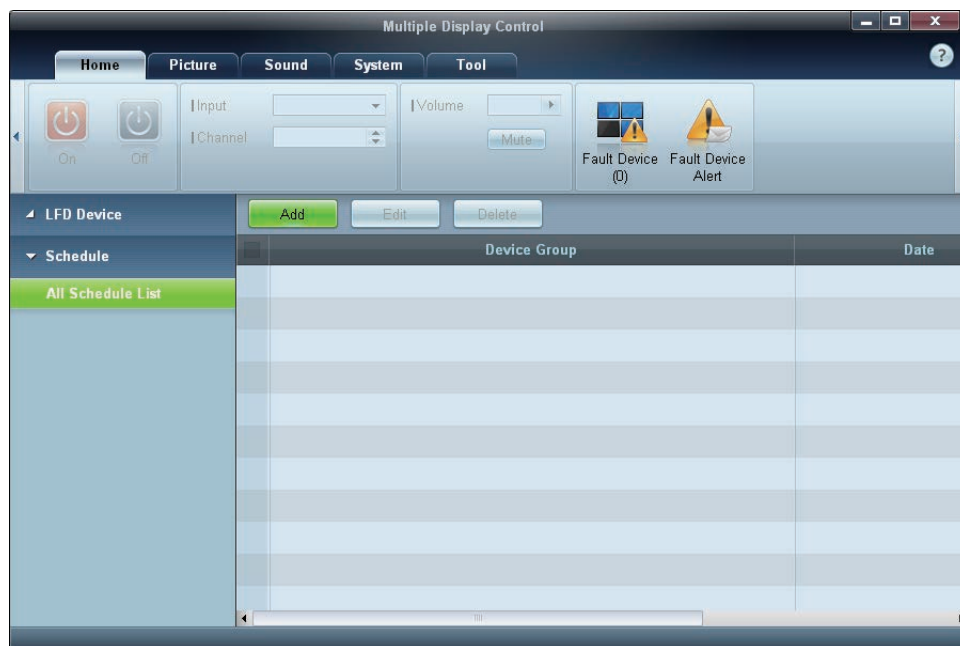 Multiple Display Control
Home Picture Sound System Tool
Input
Channel
On Off
Volume
Mute
Fault Device
(0)
Fault Device
Alert
LFD Device
Schedule
All Schedule List
Add Edit Delete
Device Group Date